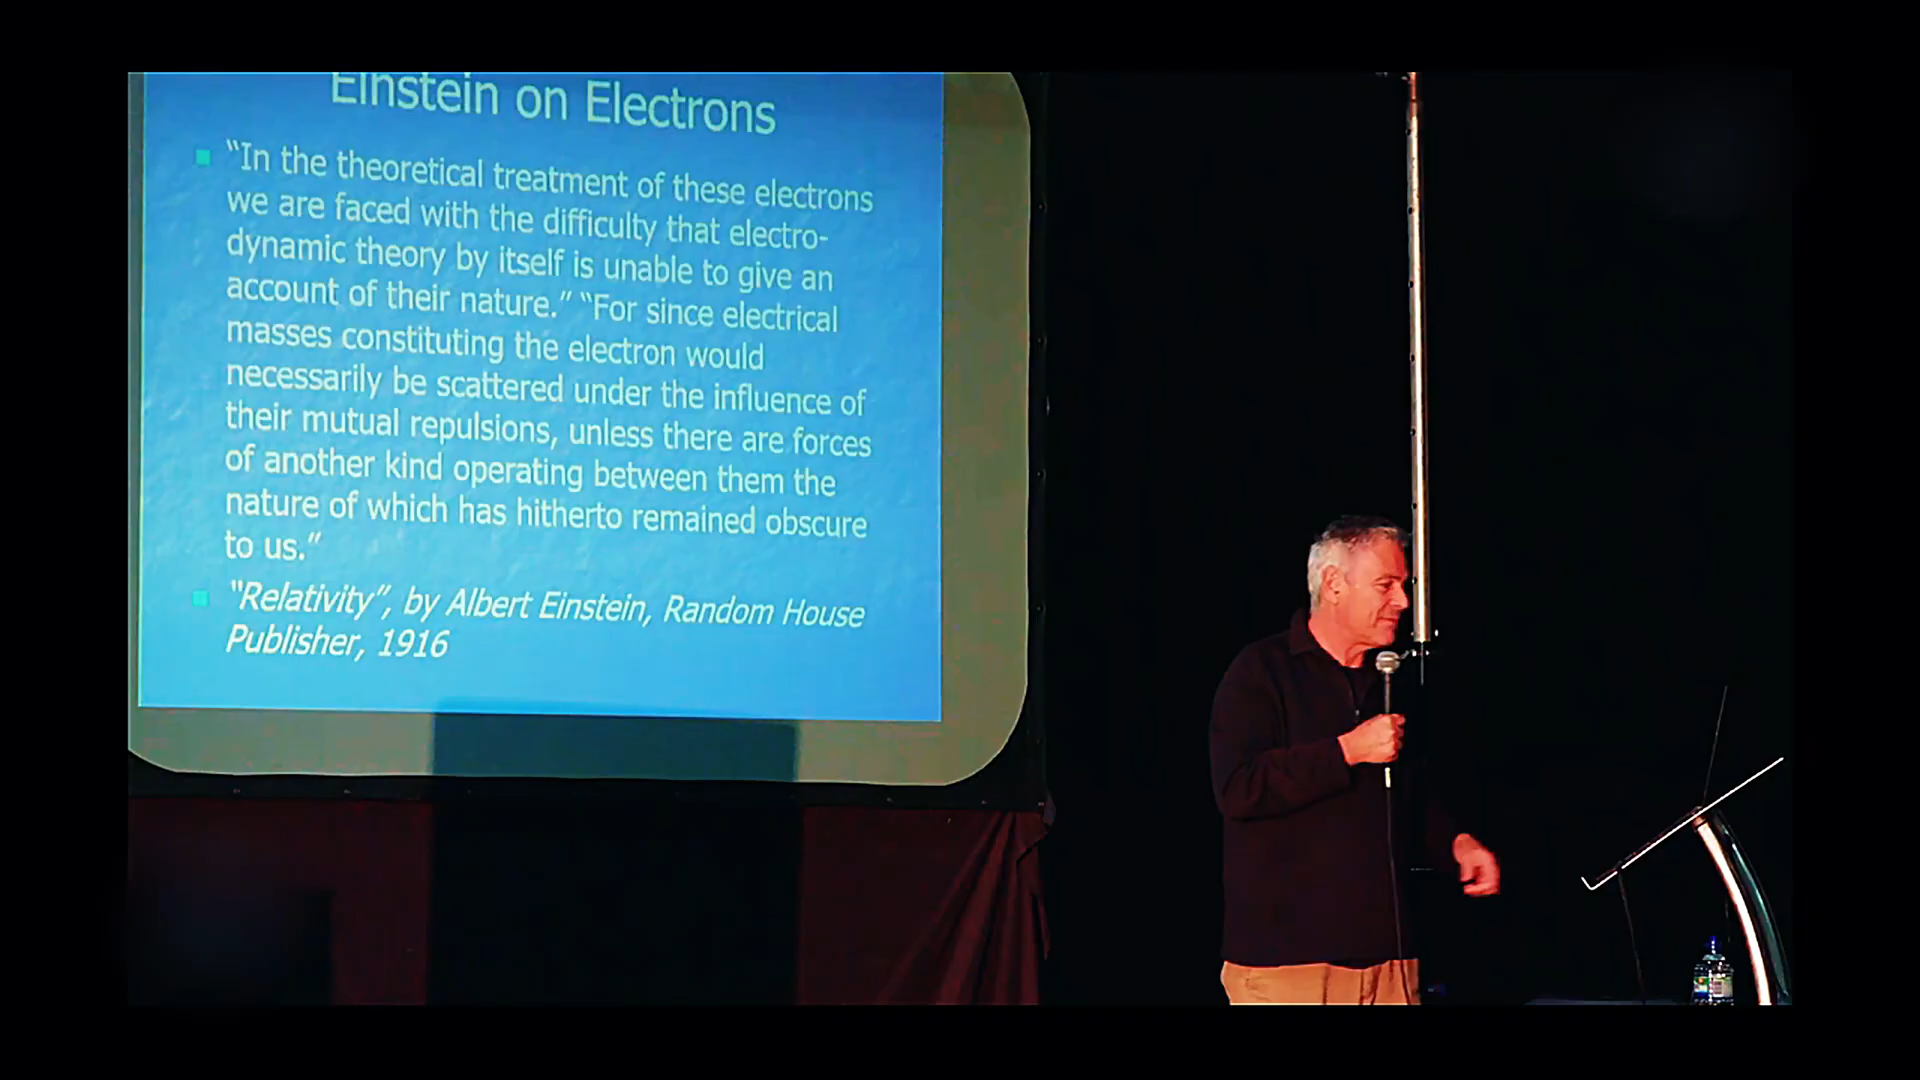 Einstein on Electrons
“In the theoretical treatment of these electrons
we are faced with the difficulty that electro-
dynamic theory by itself is unable to give an
account of their nature.” “For since electrical
masses constituting the electron would
necessarily be scattered under the influence of
their mutual repulsions, unless there are forces
of another kind operating between them the
nature of which has hitherto remained obscure
to us.”
“Relativity”, by Albert Einstein, Random House
Publisher, 1916